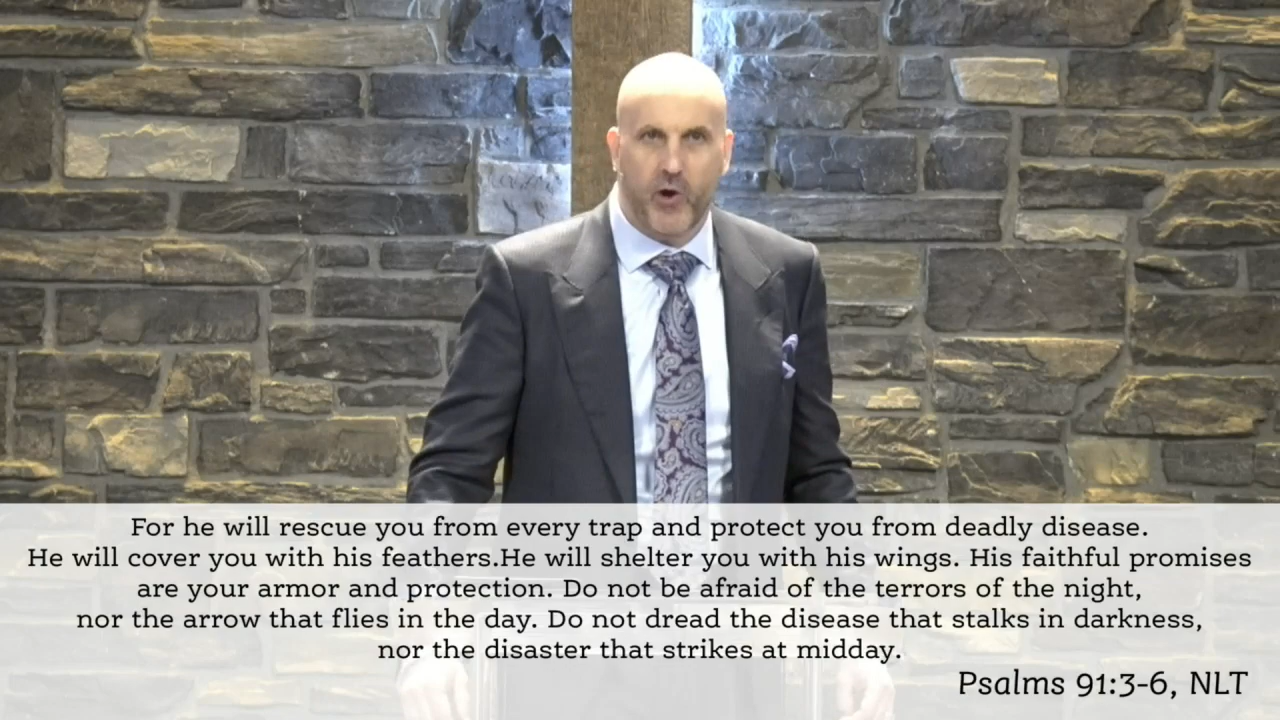 For he will rescue you from every trap and protect you from deadly disease.
He will cover you with his feathers.He will shelter you with his wings. His faithful promises
are your armor and protection. Do not be afraid of the terrors of the night,
nor the arrow that flies in the day. Do not dread the disease that stalks in darkness,
nor the disaster that strikes at midday.
Psalms 91:3-6, NLT